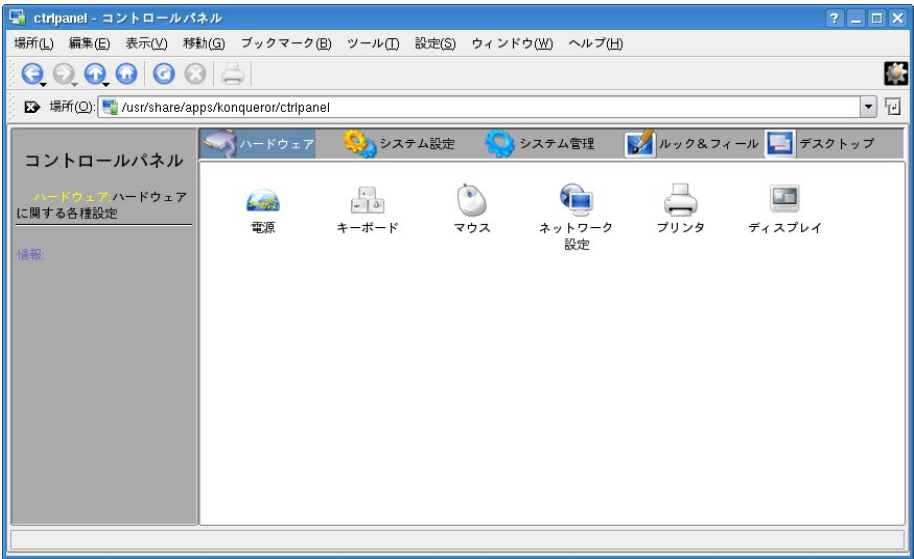 ctrlpanel - コントロールパネル
場所(L) 編集(E) 表示(V) 移動(G) ブックマーク(B) ツール(T) 設定(S) ウィンドウ(W) ヘルプ(H)
場所(O): /usr/share/apps/konqueror/ctrlpanel
ハードウェア システム設定 システム管理 ルック&フィール デスクトップ
コントロールパネル
ハードウェア:ハードウェア
に関する各種設定
情報:
電源 キーボード マウス ネットワーク プリンタ ディスプレイ
設定